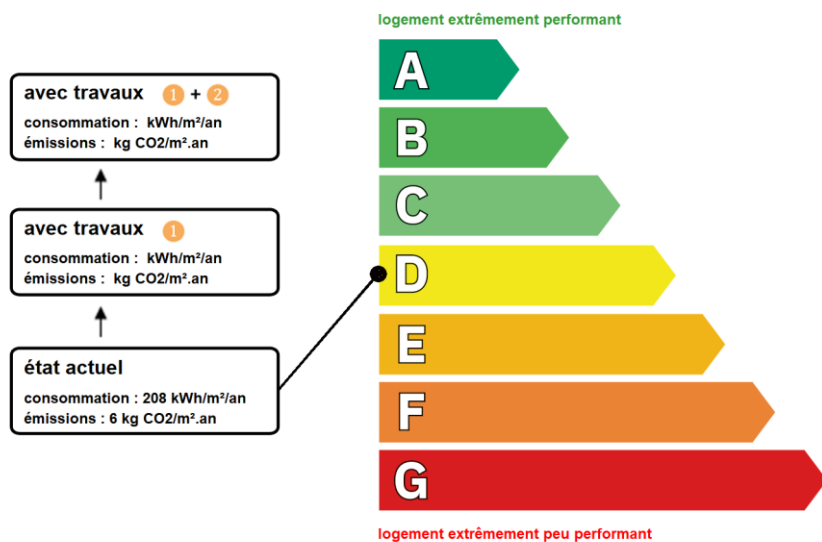 logement extrêmement performant
avec travaux 1 + 2
consommation : kWh/m²/an
émissions : kg CO2/m².an
avec travaux 1
consommation : kWh/m²/an
émissions : kg CO2/m².an
état actuel
consommation : 208 kWh/m²/an
émissions : 6 kg CO2/m².an
A
B
C
D
E
F
G
logement extrêmement peu performant